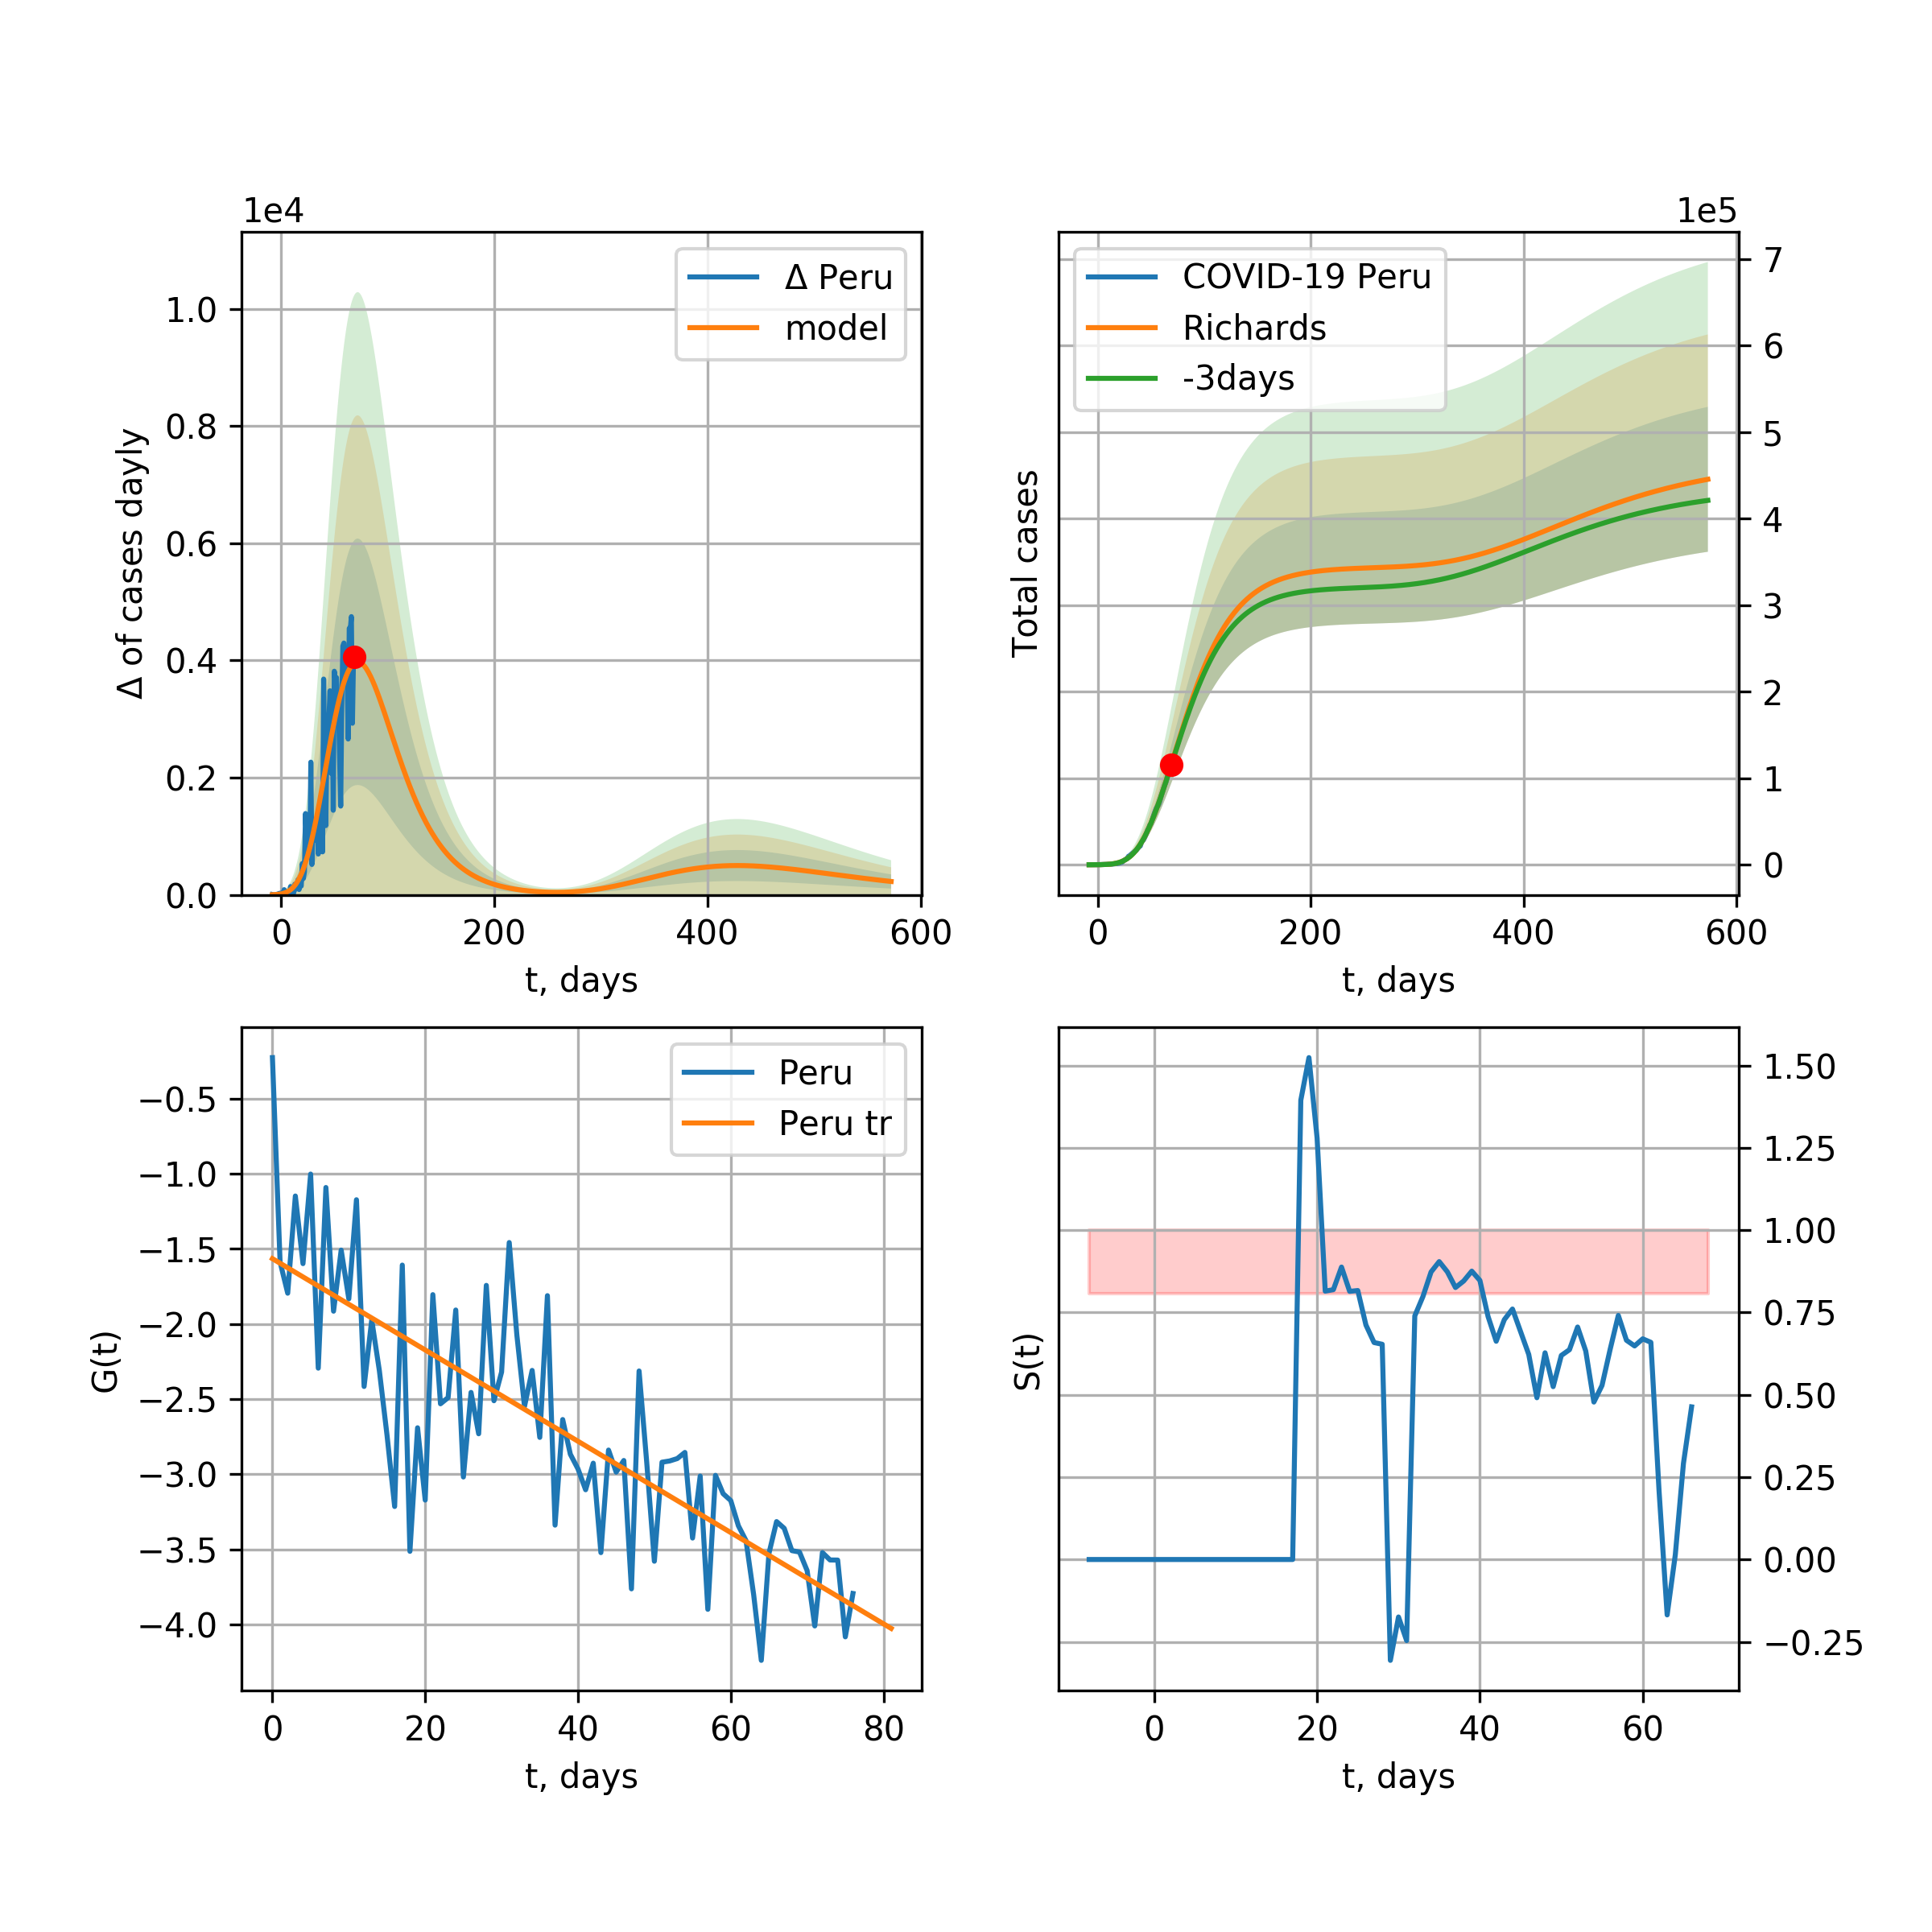 1e4
1e5
Δ of cases dayly
1.0
0.8
0.6
0.4
0.2
0.0
Δ Peru
model
0 200 400 600
t, days
COVID-19 Peru
Richards
-3days
Total cases
7
6
5
4
3
2
1
0
0 200 400 600
t, days
G(t)
−0.5
−1.0
−1.5
−2.0
−2.5
−3.0
−3.5
−4.0
Peru
Peru tr
0 20 40 60 80
t, days
S(t)
1.50
1.25
1.00
0.75
0.50
0.25
0.00
−0.25
0 20 40 60
t, days